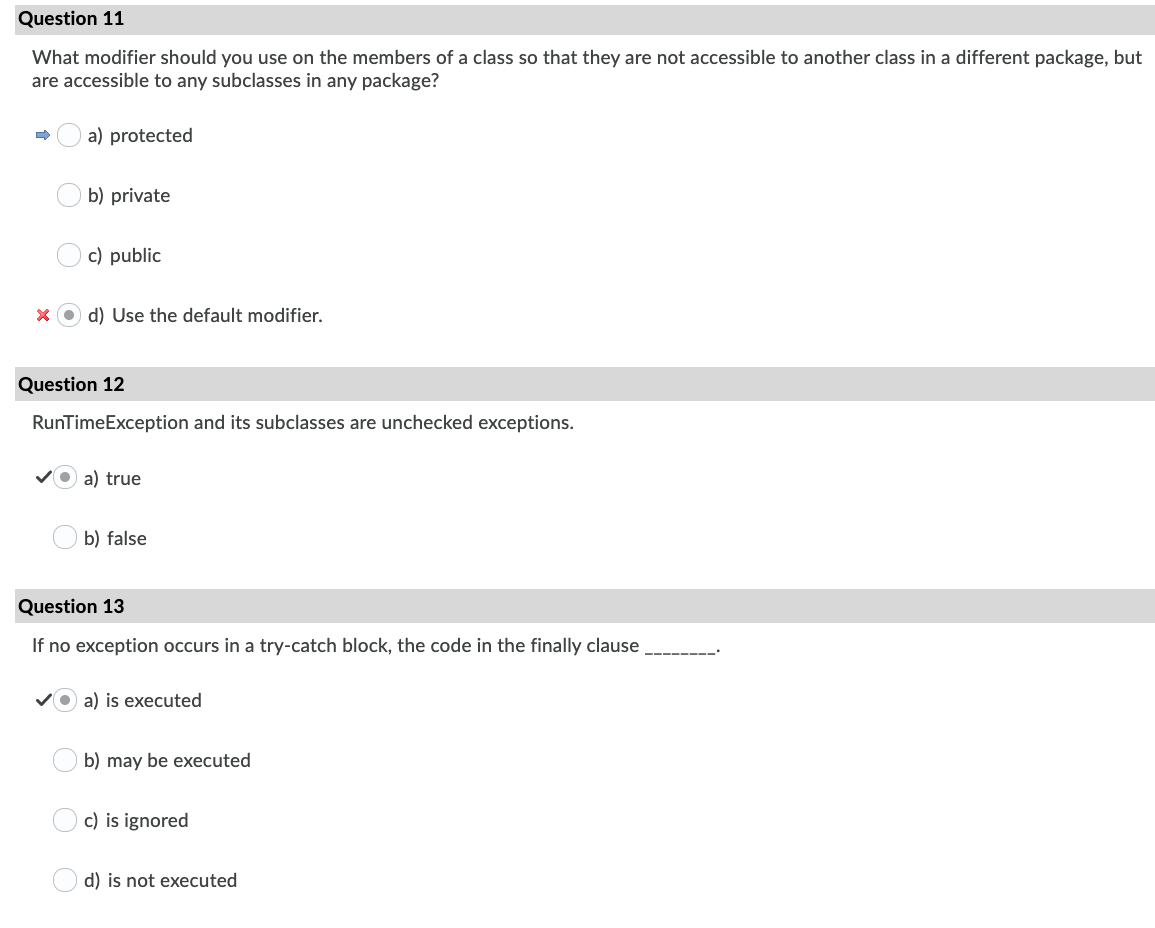 Question 11
What modifier should you use on the members of a class so that they are not accessible to another class in a different package, but
are accessible to any subclasses in any package?
a) protected
b) private
c) public
d) Use the default modifier.
Question 12
RunTimeException and its subclasses are unchecked exceptions.
a) true
b) false
Question 13
If no exception occurs in a try-catch block, the code in the finally clause ________.
a) is executed
b) may be executed
c) is ignored
d) is not executed